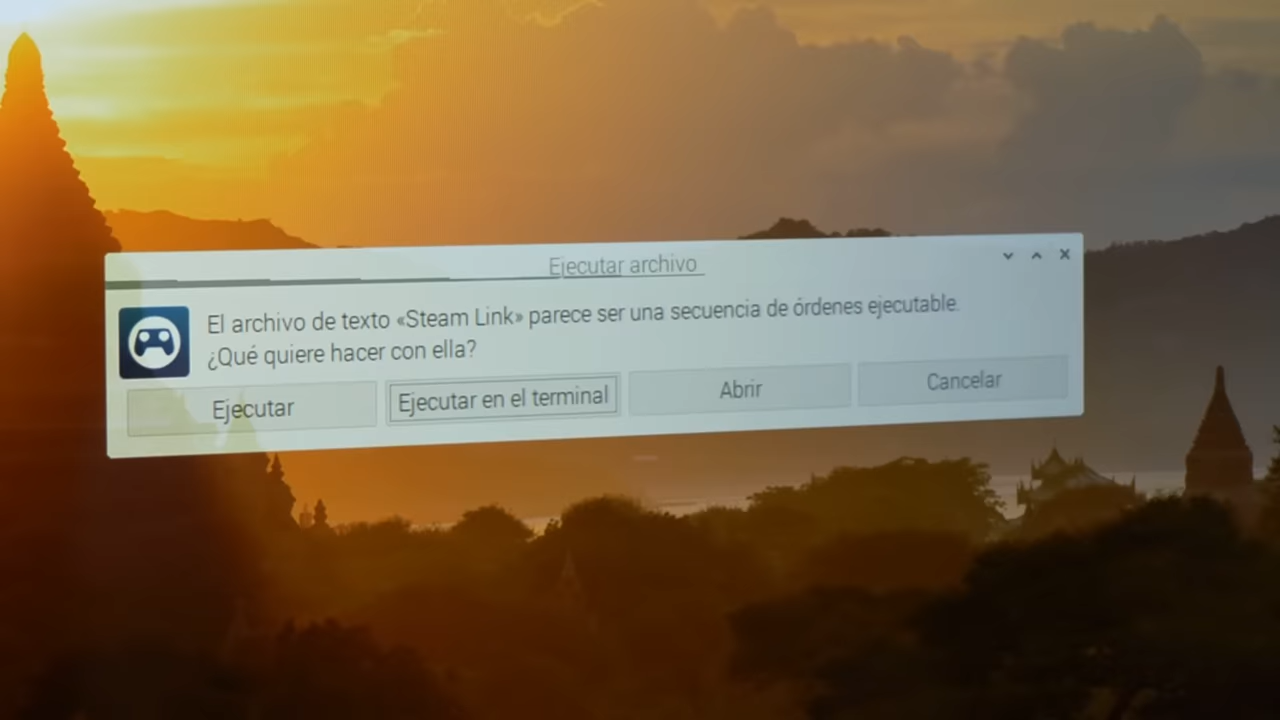 Ejecutar archivo
El archivo de texto «Steam Link» parece ser una secuencia de órdenes ejecutable.
¿Qué quiere hacer con ella?
Ejecutar
Ejecutar en el terminal
Abrir
Cancelar